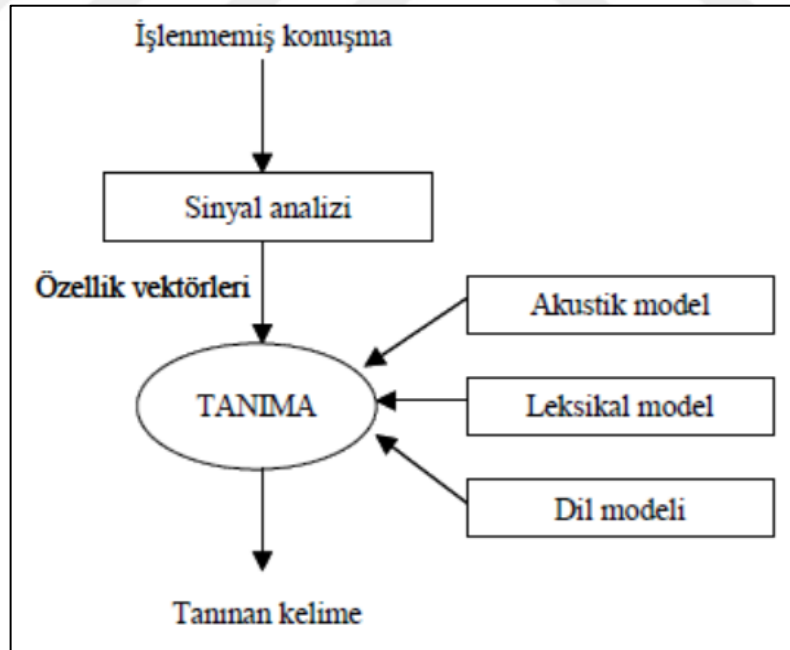 İşlenmemiş konuşma
Sinyal analizi
Özellik vektörleri
Akustik model
TANIMA
Leksikal model
Dil modeli
Tanınan kelime